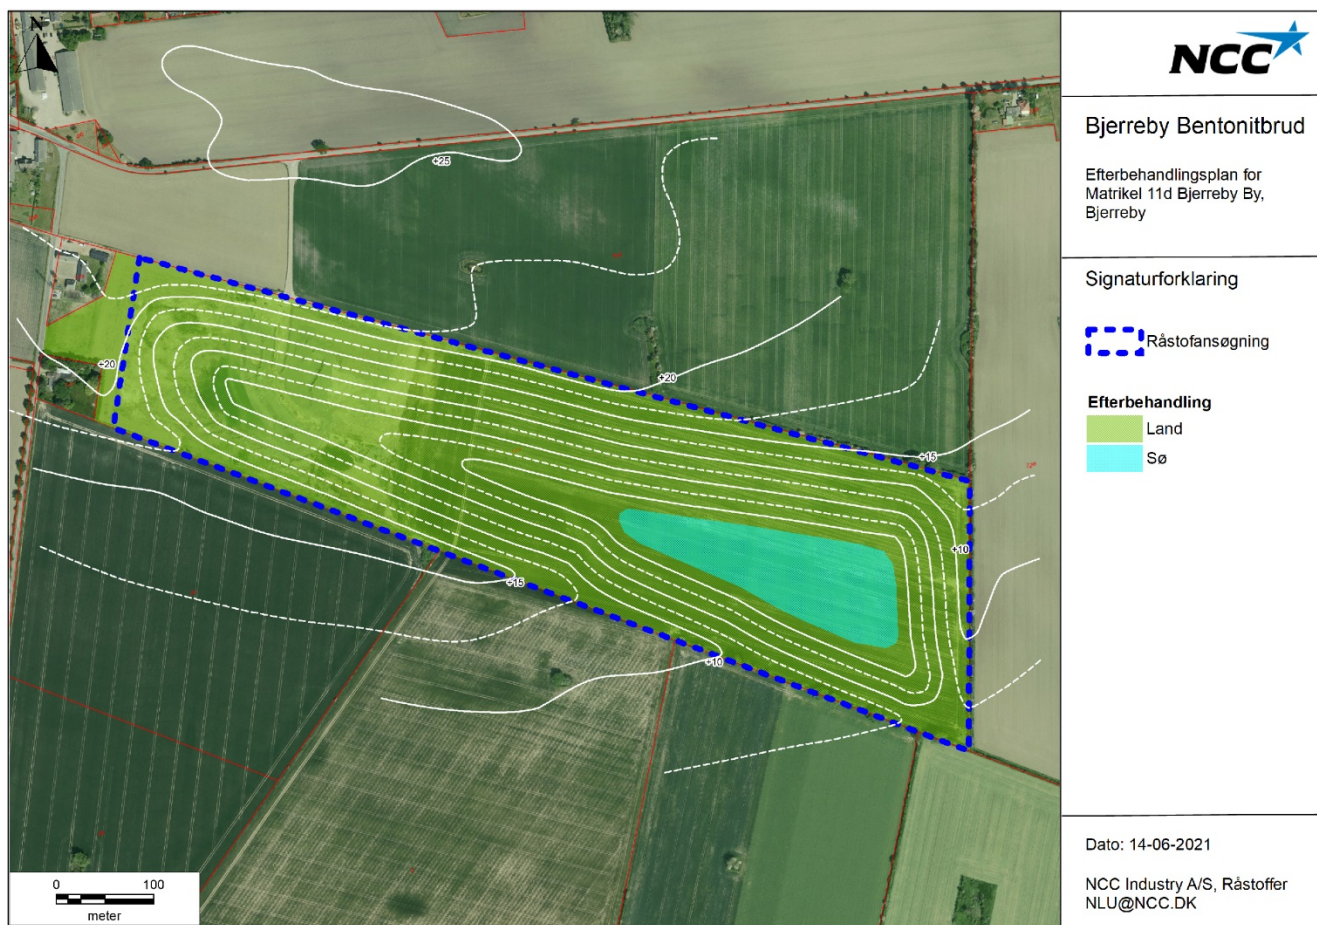 N
+25
+20
+20
+15
+10
+15
+10
0 100
meter
NCC
Bjerreby Bentonitbrud
Efterbehandlingsplan for
Matrikel 11d Bjerreby By,
Bjerreby
Signaturforklaring
Råstofansøgning
Efterbehandling
Land
Sø
Dato: 14-06-2021
NCC Industry A/S, Råstoffer
NLU@NCC.DK